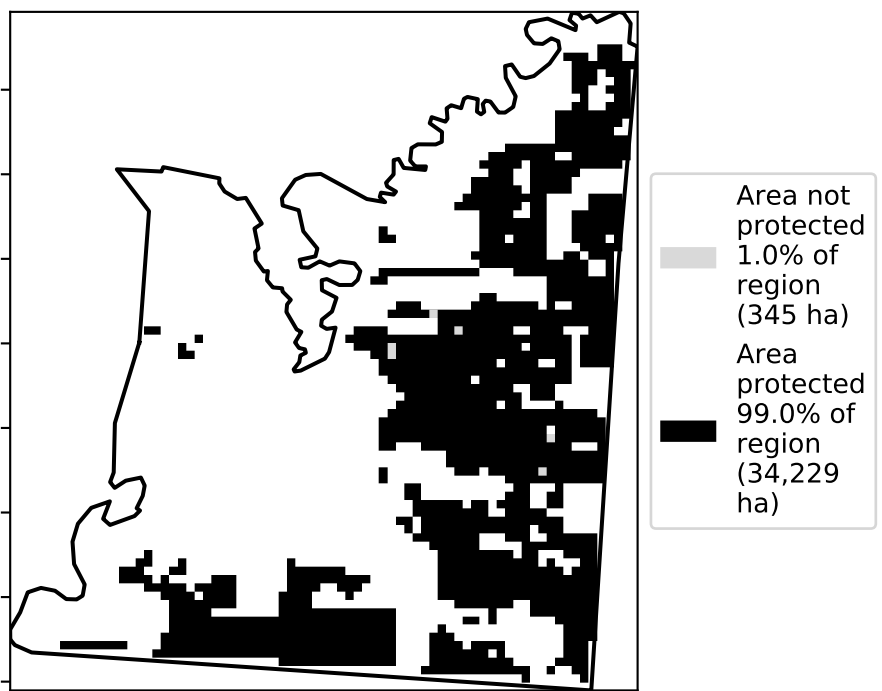 Area not
protected
1.0% of
region
(345 ha)
Area
protected
99.0% of
region
(34,229
ha)